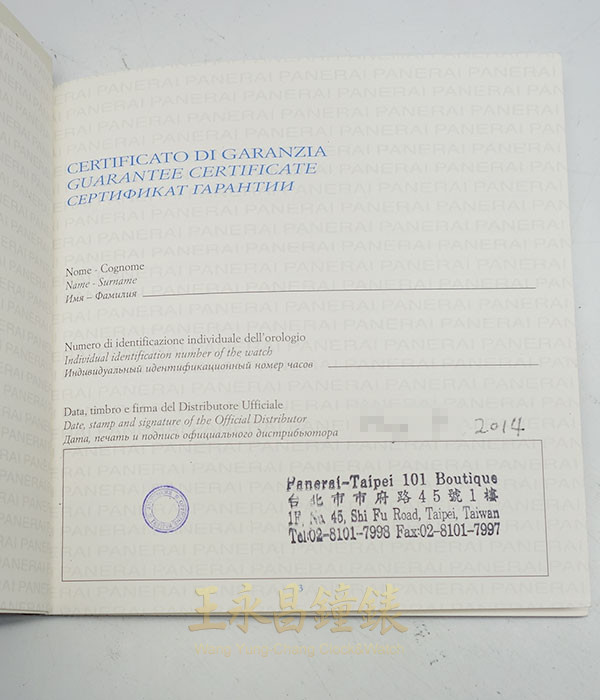 CERTIFICATO DI GARANZIA
GUARANTEE CERTIFICATE
СЕРТИФИКАТ ГАРАНТИИ
Nome - Cognome
Name - Surname
Имя – Фамилия
Numero di identificazione individuale dell'orologio
Individual identification number of the watch
Индивидуальный идентификационный номер часов
Data, timbro e firma del Distributore Ufficiale
Date, stamp and signature of the Official Distributor
Дата, печать и подпись официального дистрибьютора
2014
Panerai-Taipei 101 Boutique
台北市市府路45號1樓
1F, No 45, Shi Fu Road, Taipei, Taiwan
Tel:02-8101-7998 Fax:02-8101-7997
3
王永昌鐘錶